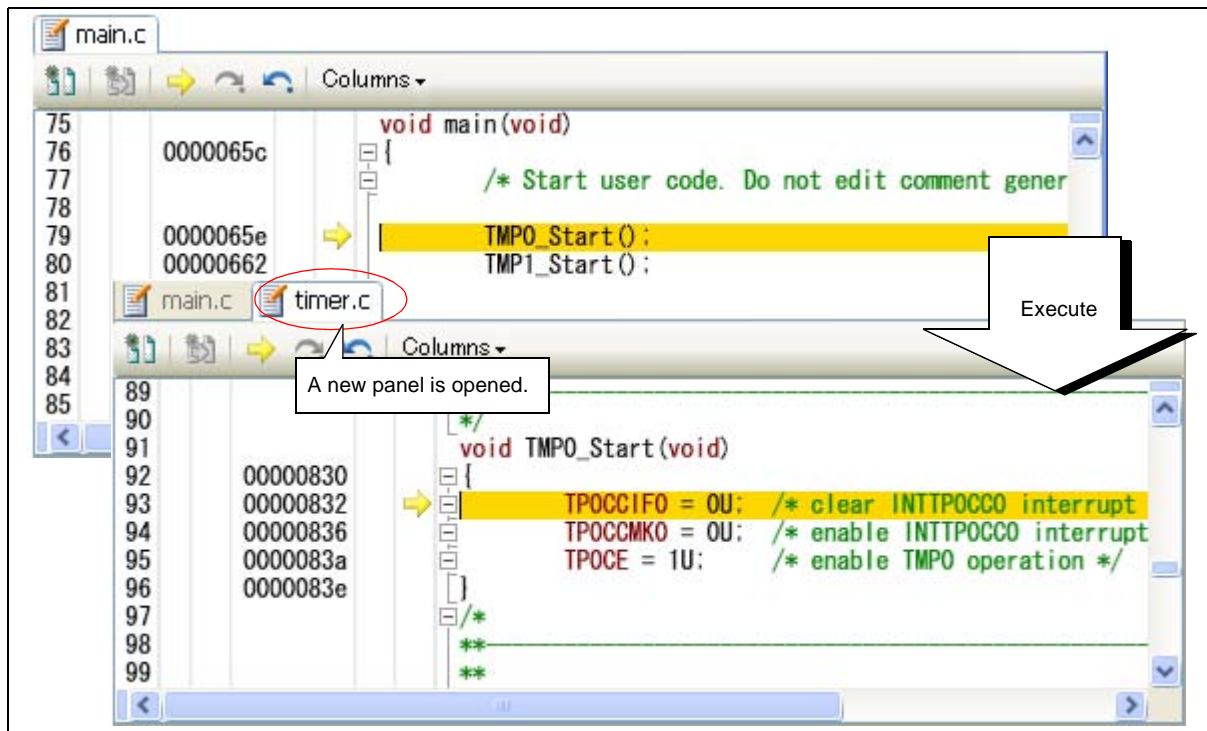 main.c
Columns
75 void main(void)
76 0000065c {
77 /* Start user code. Do not edit comment gener
78
79 0000065e TMP0_Start();
80 00000662 TMP1_Start();
81
82
83
84
85
Execute
main.c timer.c
Columns
A new panel is opened.
89
90 */
91 void TMP0_Start(void)
92 00000830 {
93 00000832 TP0CCIF0 = 0U; /* clear INTTP0CC0 interrupt
94 00000836 TP0CCMK0 = 0U; /* enable INTTP0CC0 interrupt
95 0000083a TP0CE = 1U; /* enable TMP0 operation */
96 0000083e }
97 /*
98 **
99 **